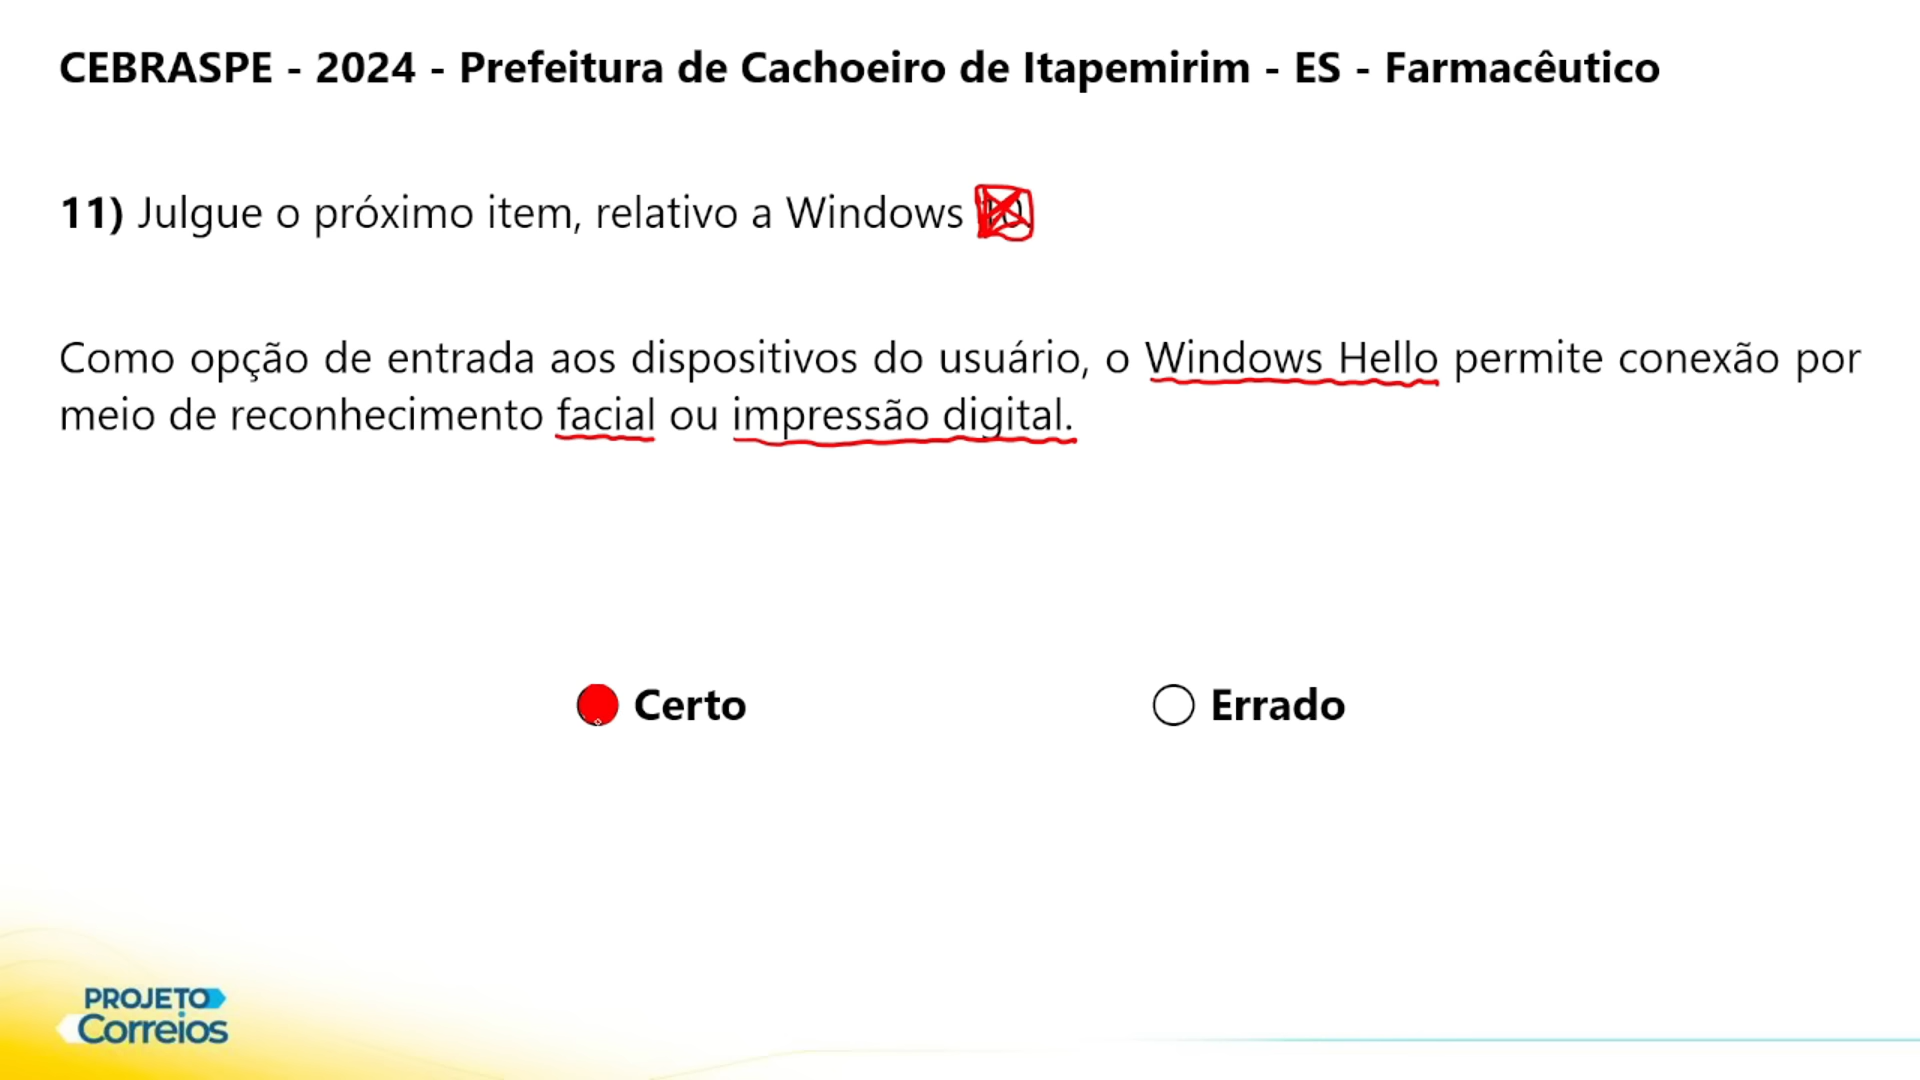 CEBRASPE - 2024 - Prefeitura de Cachoeiro de Itapemirim - ES - Farmacêutico
11) Julgue o próximo item, relativo a Windows
Como opção de entrada aos dispositivos do usuário, o Windows Hello permite conexão por
meio de reconhecimento facial ou impressão digital.
Certo
Errado
PROJETO
Correios